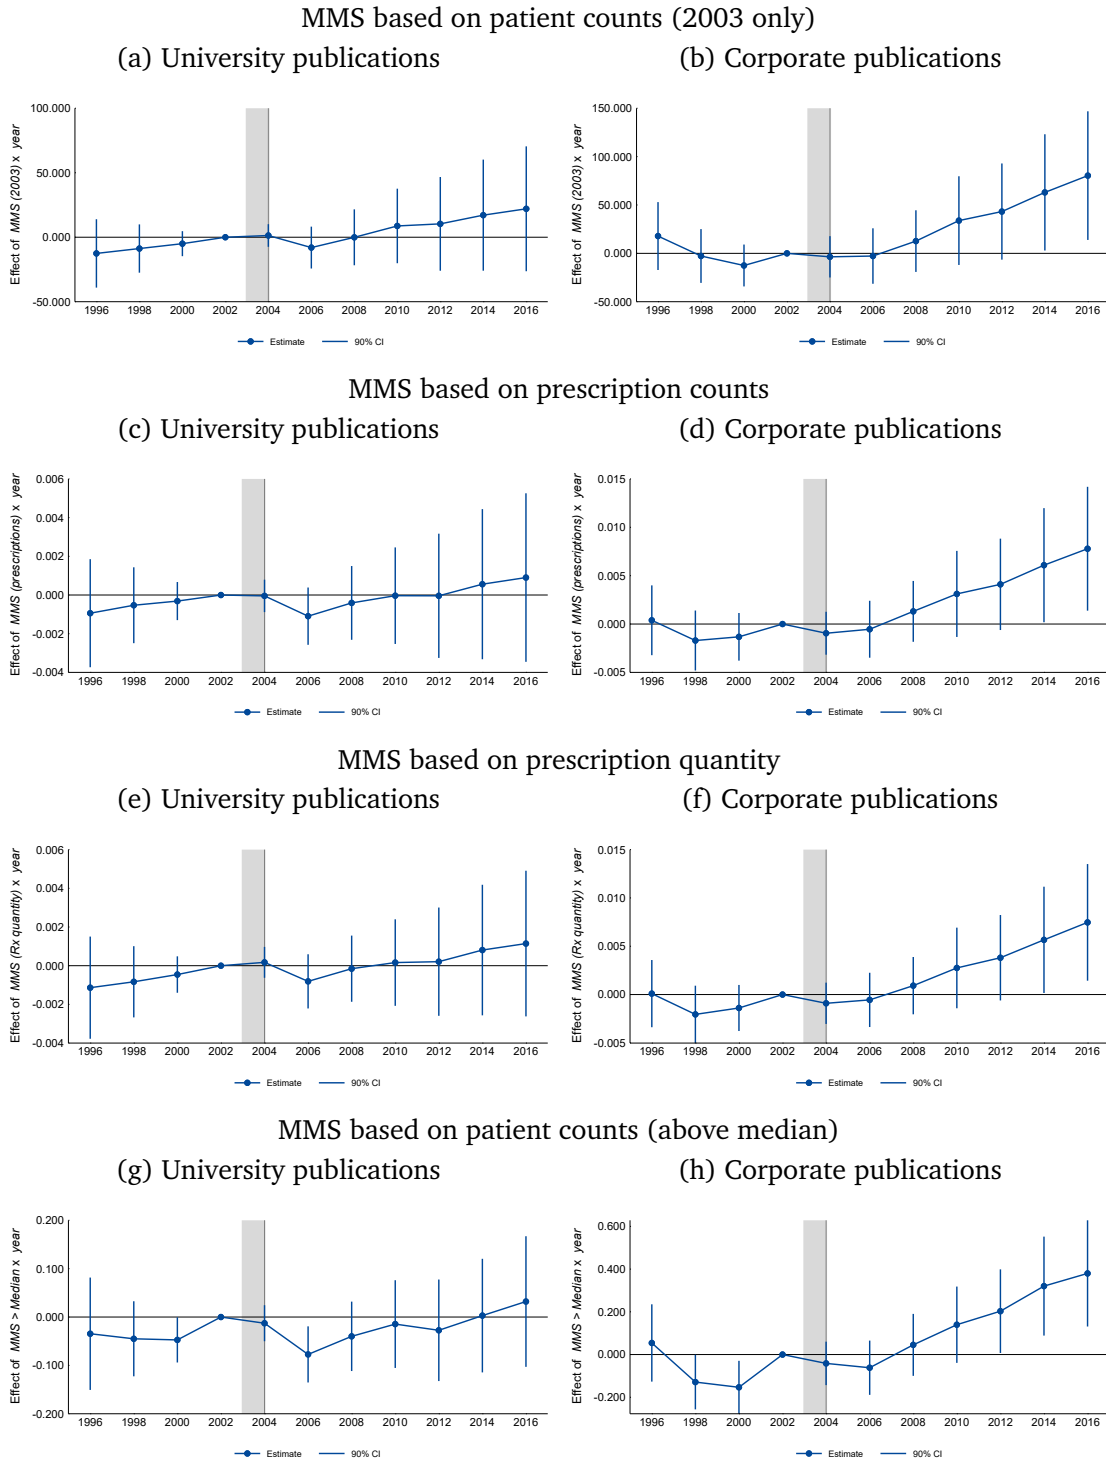 MMS based on patient counts (2003 only)
(a) University publications
Effect of MMS (2003) x year
100.000
50.000
0.000
-50.000
1996 1998 2000 2002 2004 2006 2008 2010 2012 2014 2016
Estimate 90% CI
(b) Corporate publications
Effect of MMS (2003) x year
150.000
100.000
50.000
0.000
-50.000
1996 1998 2000 2002 2004 2006 2008 2010 2012 2014 2016
Estimate 90% CI
MMS based on prescription counts
(c) University publications
Effect of MMS (prescriptions) x year
0.006
0.004
0.002
0.000
-0.002
-0.004
1996 1998 2000 2002 2004 2006 2008 2010 2012 2014 2016
Estimate 90% CI
(d) Corporate publications
Effect of MMS (prescriptions) x year
0.015
0.010
0.005
0.000
-0.005
1996 1998 2000 2002 2004 2006 2008 2010 2012 2014 2016
Estimate 90% CI
MMS based on prescription quantity
(e) University publications
Effect of MMS (Rx quantity) x year
0.006
0.004
0.002
0.000
-0.002
-0.004
1996 1998 2000 2002 2004 2006 2008 2010 2012 2014 2016
Estimate 90% CI
(f) Corporate publications
Effect of MMS (Rx quantity) x year
0.015
0.010
0.005
0.000
-0.005
1996 1998 2000 2002 2004 2006 2008 2010 2012 2014 2016
Estimate 90% CI
MMS based on patient counts (above median)
(g) University publications
Effect of MMS > Median x year
0.200
0.100
0.000
-0.100
-0.200
1996 1998 2000 2002 2004 2006 2008 2010 2012 2014 2016
Estimate 90% CI
(h) Corporate publications
Effect of MMS > Median x year
0.600
0.400
0.200
0.000
-0.200
1996 1998 2000 2002 2004 2006 2008 2010 2012 2014 2016
Estimate 90% CI